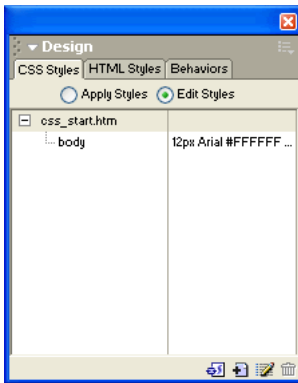 Design
CSS Styles HTML Styles Behaviors
Apply Styles Edit Styles
css_start.htm
body 12px Arial #FFFFFF ...